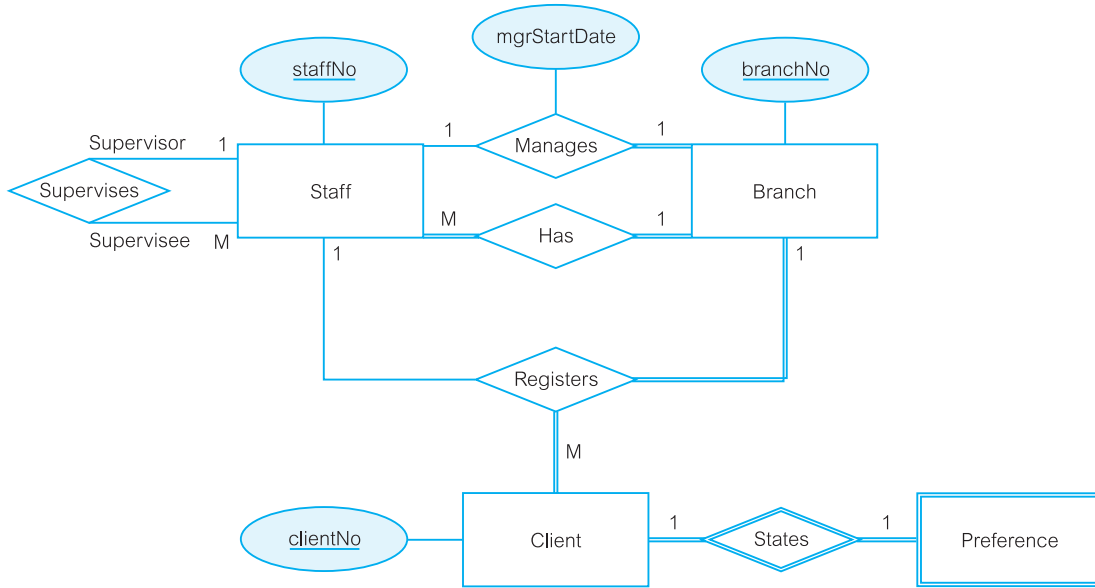 mgrStartDate
staffNo
branchNo
Supervisor 1
1
Manages
1
Supervises
Staff
Branch
Supervisee M
M
Has
1
1
1
Registers
M
clientNo
Client
1
States
1
Preference